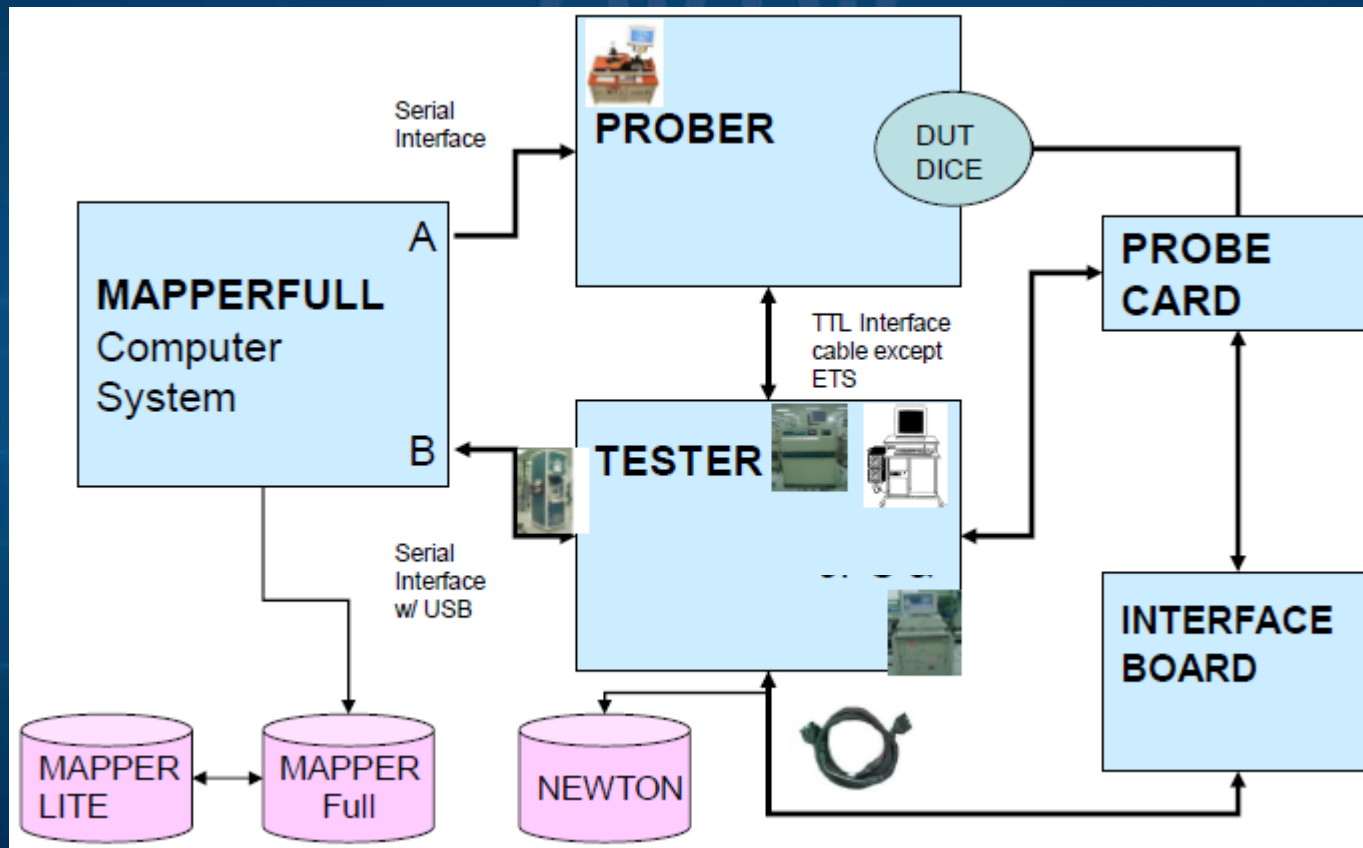 Serial
Interface
PROBER
DUT
DICE
A
MAPPERFULL
Computer
System
B
PROBE
CARD
TTL Interface
cable except
ETS
TESTER
Serial
Interface
w/ USB
INTERFACE
BOARD
MAPPER
LITE
MAPPER
Full
NEWTON